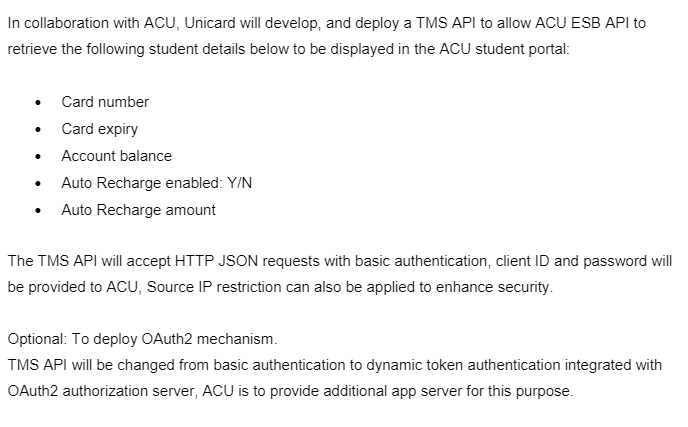 In collaboration with ACU, Unicard will develop, and deploy a TMS API to allow ACU ESB API to
retrieve the following student details below to be displayed in the ACU student portal:
• Card number
• Card expiry
• Account balance
• Auto Recharge enabled: Y/N
• Auto Recharge amount
The TMS API will accept HTTP JSON requests with basic authentication, client ID and password will
be provided to ACU, Source IP restriction can also be applied to enhance security.
Optional: To deploy OAuth2 mechanism.
TMS API will be changed from basic authentication to dynamic token authentication integrated with
OAuth2 authorization server, ACU is to provide additional app server for this purpose.